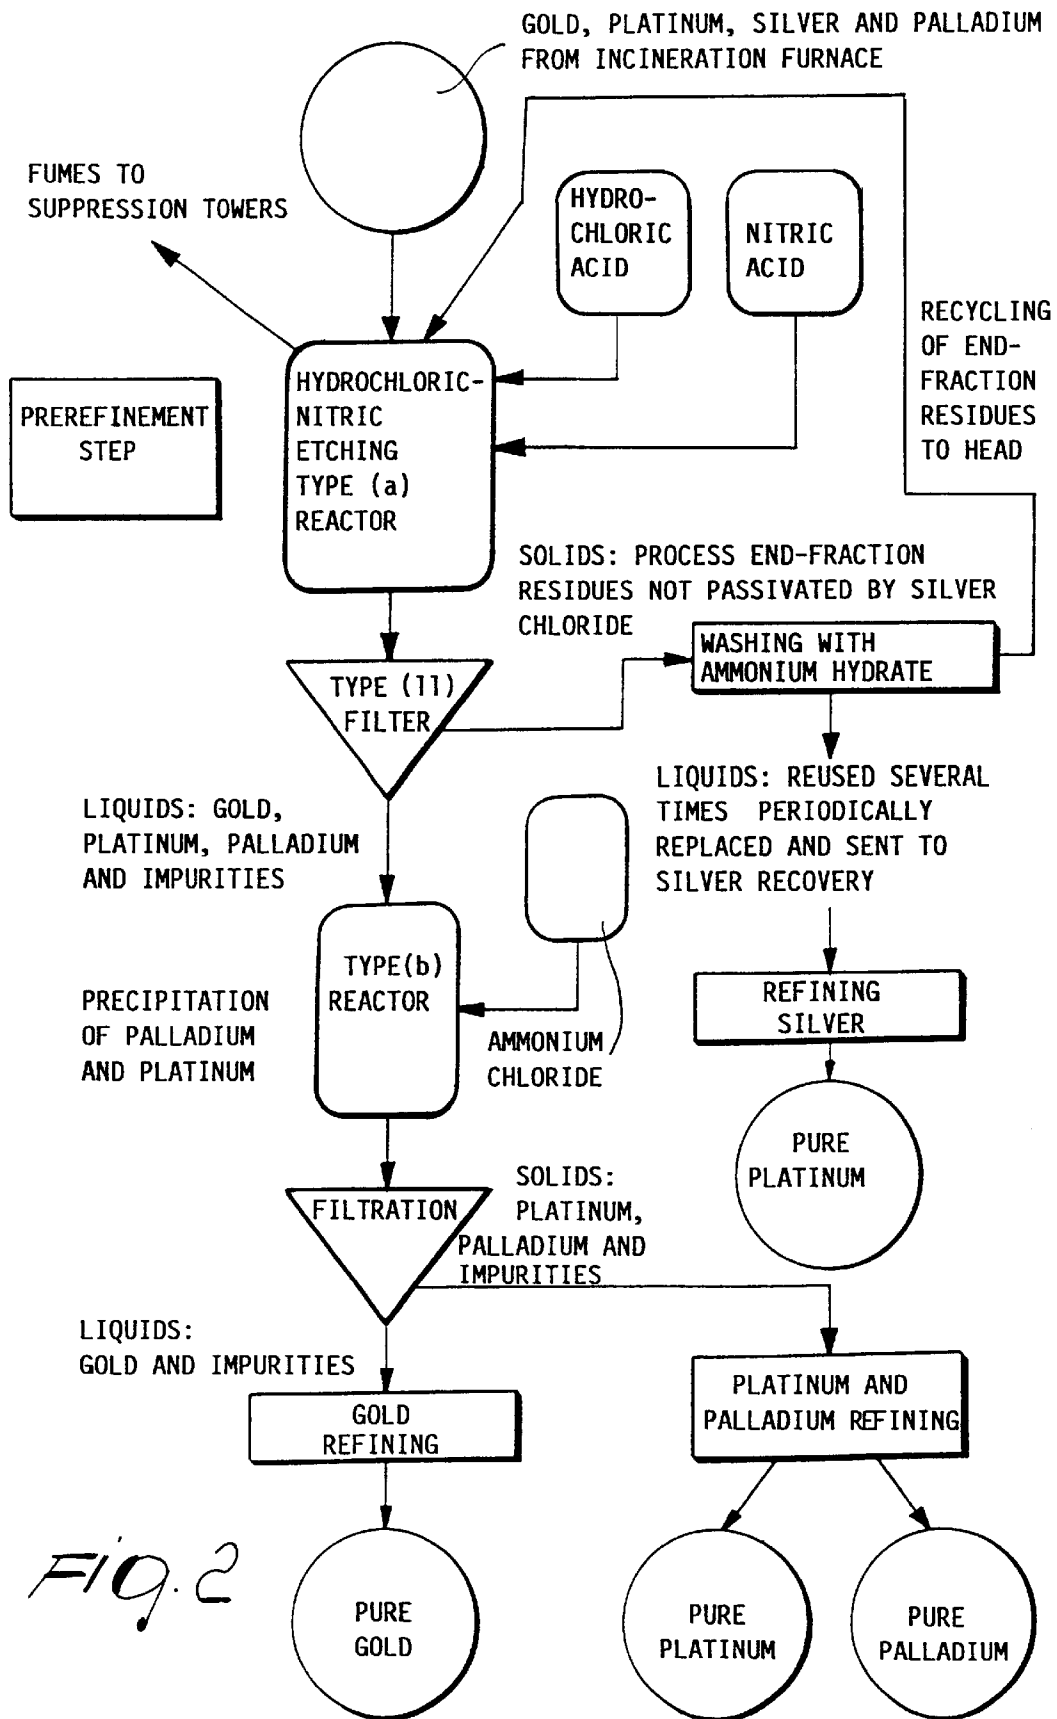 GOLD, PLATINUM, SILVER AND PALLADIUM
FROM INCINERATION FURNACE
FUMES TO
SUPPRESSION TOWERS
HYDRO-
CHLORIC
ACID
NITRIC
ACID
RECYCLING
OF END-
FRACTION
RESIDUES
TO HEAD
PREREFINEMENT
STEP
HYDROCHLORIC-
NITRIC
ETCHING
TYPE (a)
REACTOR
SOLIDS: PROCESS END-FRACTION
RESIDUES NOT PASSIVATED BY SILVER
CHLORIDE
WASHING WITH
AMMONIUM HYDRATE
TYPE (11)
FILTER
LIQUIDS: REUSED SEVERAL
TIMES PERIODICALLY
REPLACED AND SENT TO
SILVER RECOVERY
LIQUIDS: GOLD,
PLATINUM, PALLADIUM
AND IMPURITIES
TYPE(b)
REACTOR
PRECIPITATION
OF PALLADIUM
AND PLATINUM
AMMONIUM
CHLORIDE
REFINING
SILVER
PURE
PLATINUM
FILTRATION
SOLIDS:
PLATINUM,
PALLADIUM AND
IMPURITIES
LIQUIDS:
GOLD AND IMPURITIES
GOLD
REFINING
PLATINUM AND
PALLADIUM REFINING
PURE
GOLD
PURE
PLATINUM
PURE
PALLADIUM
Fig. 2